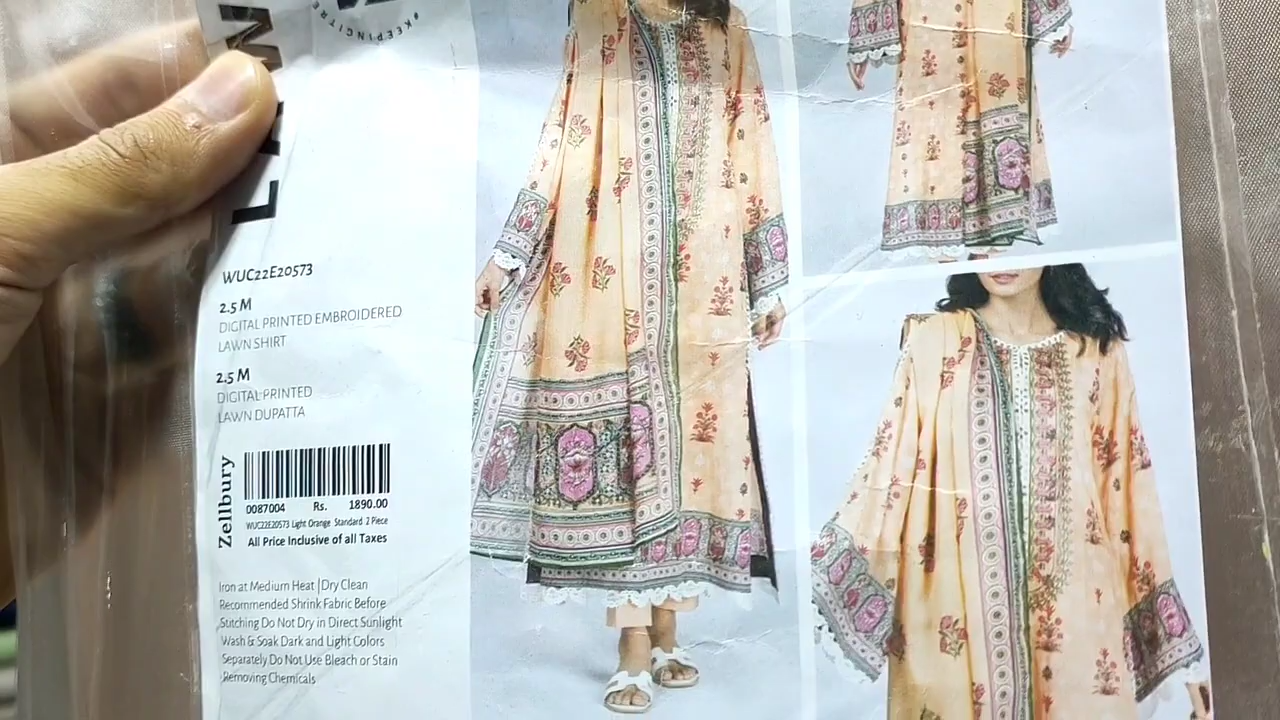 #KEEPINGITRE
WUC22E20573
2.5 M
DIGITAL PRINTED EMBROIDERED
LAWN SHIRT
2.5 M
DIGITAL PRINTED
LAWN DUPATTA
Zellbury
0087004 Rs. 1890.00
WUC22E20573 Light Orange Standard 2 Piece
All Price Inclusive of all Taxes
Iron at Medium Heat | Dry Clean
Recommended Shrink Fabric Before
Stitching Do Not Dry in Direct Sunlight
Wash & Soak Dark and Light Colors
Separately Do Not Use Bleach or Stain
Removing Chemicals